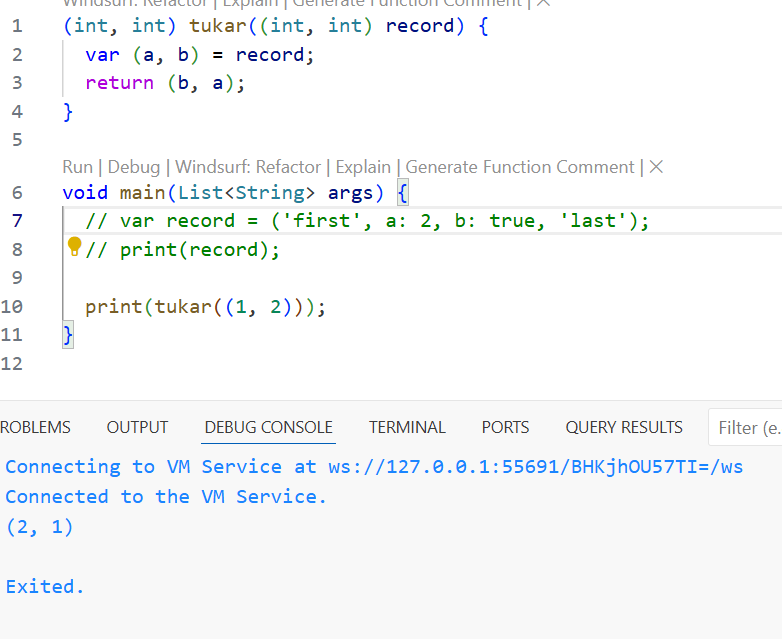 Windsurf: Refactor | Explain | Generate Function Comment | ×
1 (int, int) tukar((int, int) record) {
2 var (a, b) = record;
3 return (b, a);
4 }
5
Run | Debug | Windsurf: Refactor | Explain | Generate Function Comment | ×
6 void main(List<String> args) {
7 // var record = ('first', a: 2, b: true, 'last');
8 // print(record);
9
10 print(tukar((1, 2)));
11 }
12
ROBLEMS OUTPUT DEBUG CONSOLE TERMINAL PORTS QUERY RESULTS Filter (e.
Connecting to VM Service at ws://127.0.0.1:55691/BHKjhOU57TI=/ws
Connected to the VM Service.
(2, 1)
Exited.